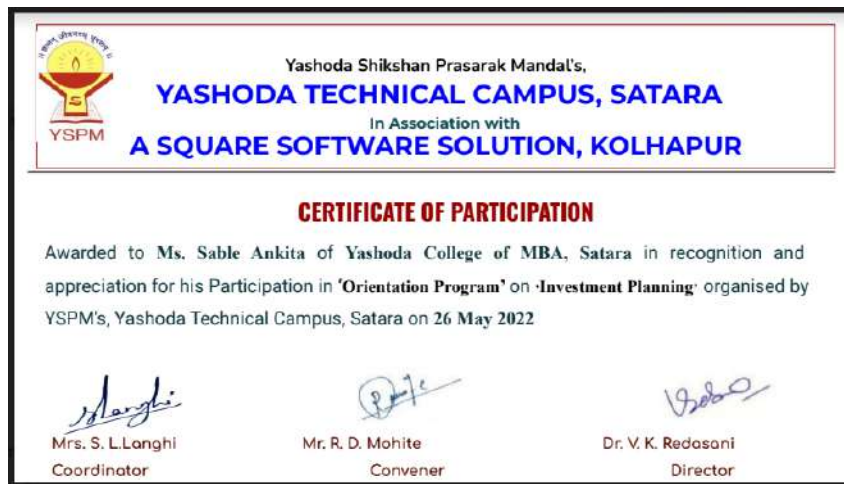 Yashoda Shikshan Prasarak Mandal's,
YASHODA TECHNICAL CAMPUS, SATARA
In Association with
A SQUARE SOFTWARE SOLUTION, KOLHAPUR
YSPM
CERTIFICATE OF PARTICIPATION
Awarded to Ms. Sable Ankita of Yashoda College of MBA, Satara in recognition and
appreciation for his Participation in 'Orientation Program' on 'Investment Planning' organised by
YSPM's, Yashoda Technical Campus, Satara on 26 May 2022
Mrs. S. L.Langhi
Mr. R. D. Mohite
Dr. V. K. Redasani
Coordinator
Convener
Director